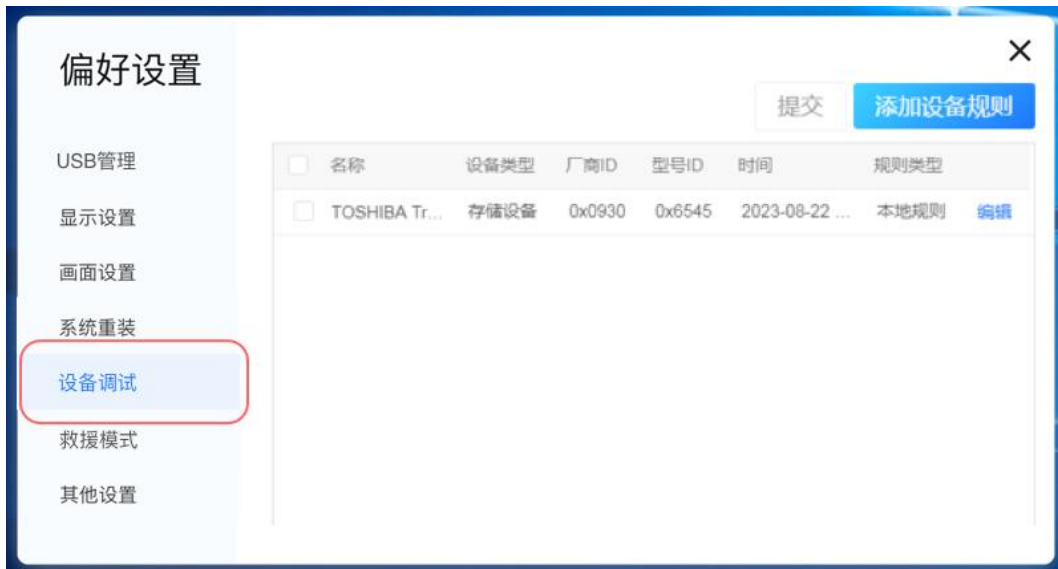 偏好设置
提交 添加设备规则
USB管理
显示设置
画面设置
系统重装
设备调试
救援模式
其他设置
名称 设备类型 厂商ID 型号ID 时间 规则类型
TOSHIBA Tr... 存储设备 0x0930 0x6545 2023-08-22 ... 本地规则 编辑